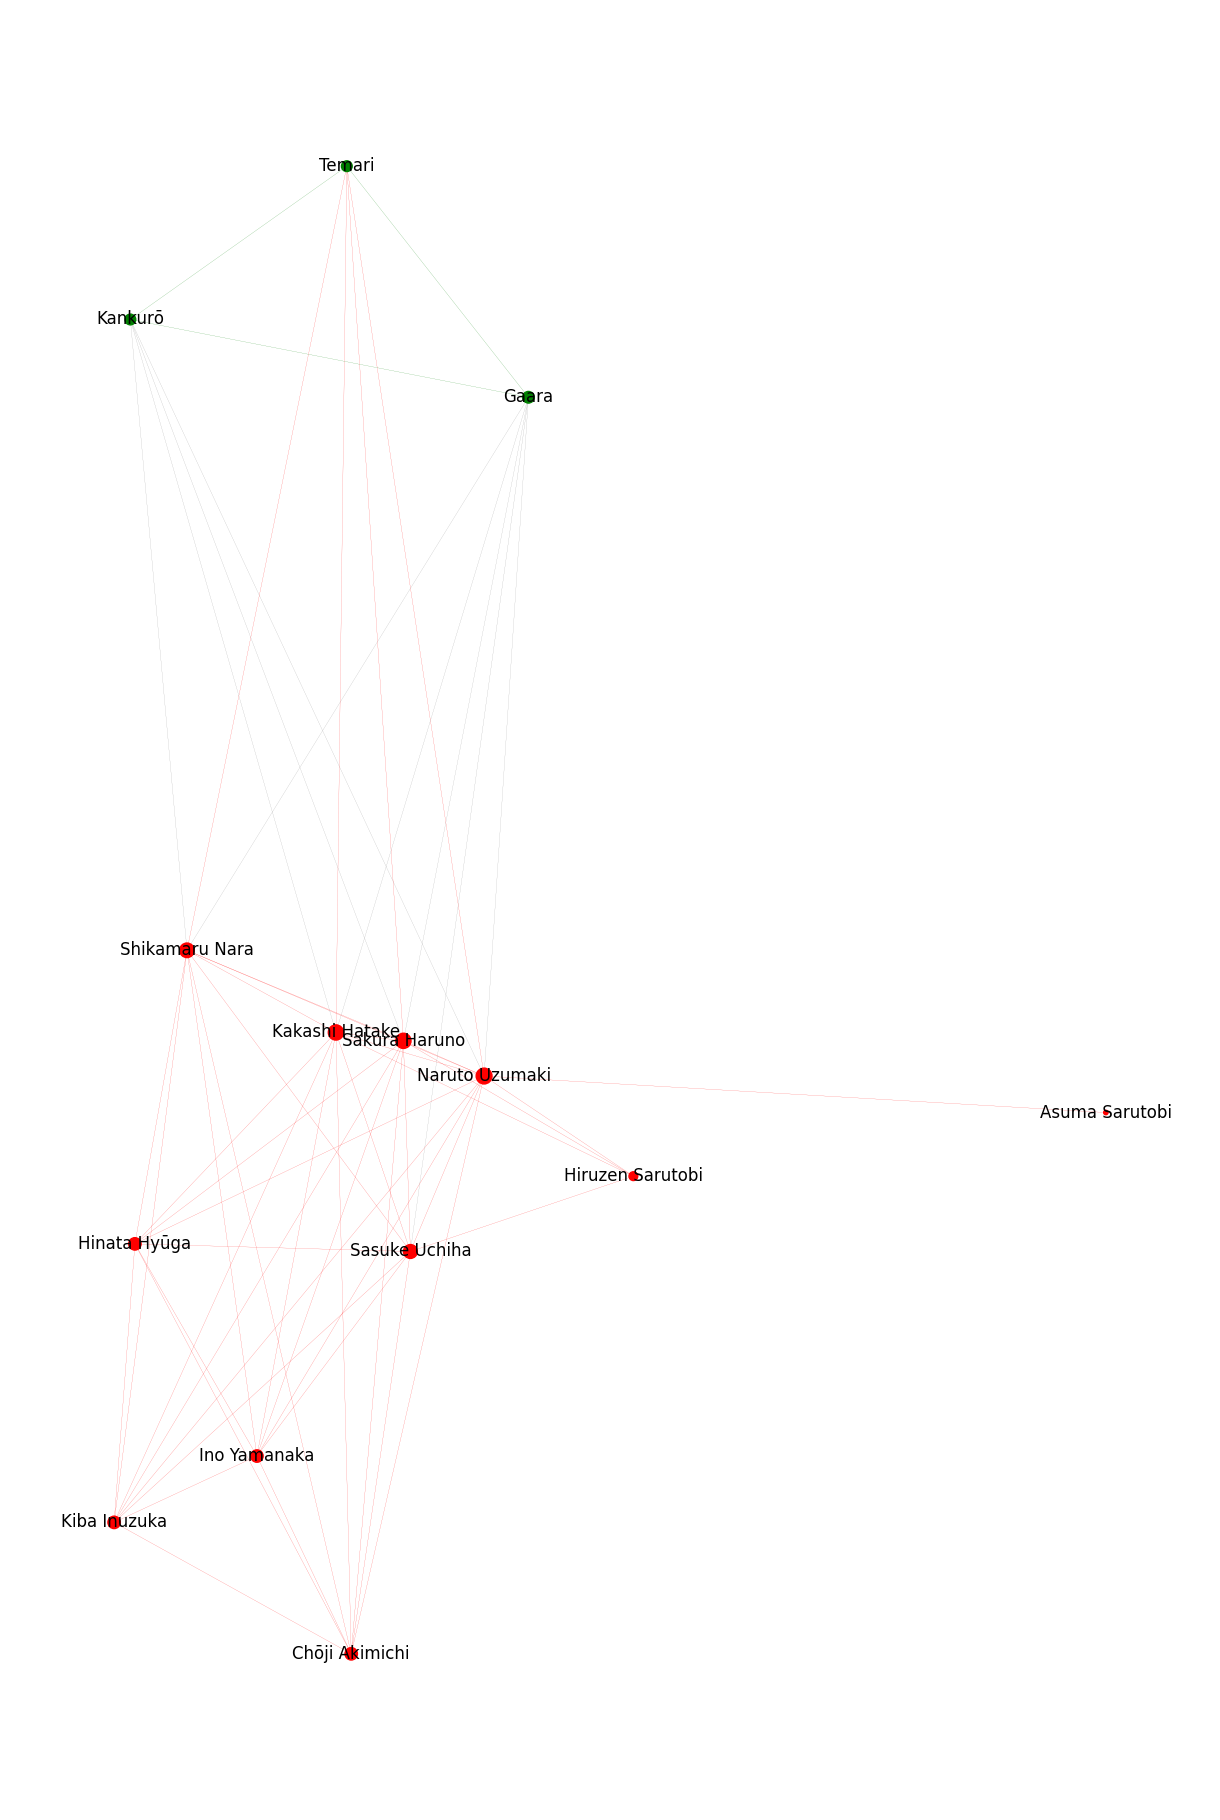 Temari
Kankurō
Gaara
Shikamaru Nara
Kakashi Hatake
Sakura Haruno
Naruto Uzumaki
Asuma Sarutobi
Hiruzen Sarutobi
Hinata Hyūga
Sasuke Uchiha
Ino Yamanaka
Kiba Inuzuka
Chōji Akimichi